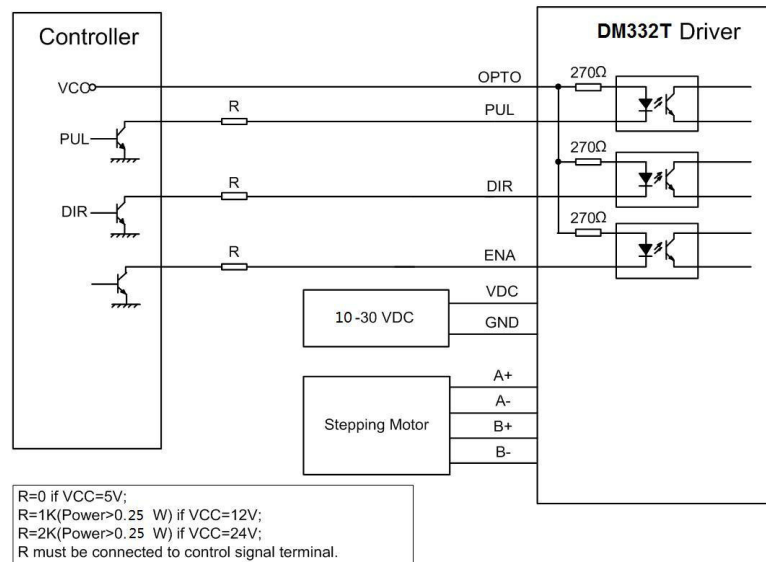 Controller
DM332T Driver
VCC
OPTO
270Ω
R
PUL
PUL
270Ω
R
DIR
DIR
270Ω
R
ENA
VDC
10-30 VDC
GND
A+
A-
Stepping Motor
B+
B-
R=0 if VCC=5V;
R=1K(Power>0.25 W) if VCC=12V;
R=2K(Power>0.25 W) if VCC=24V;
R must be connected to control signal terminal.